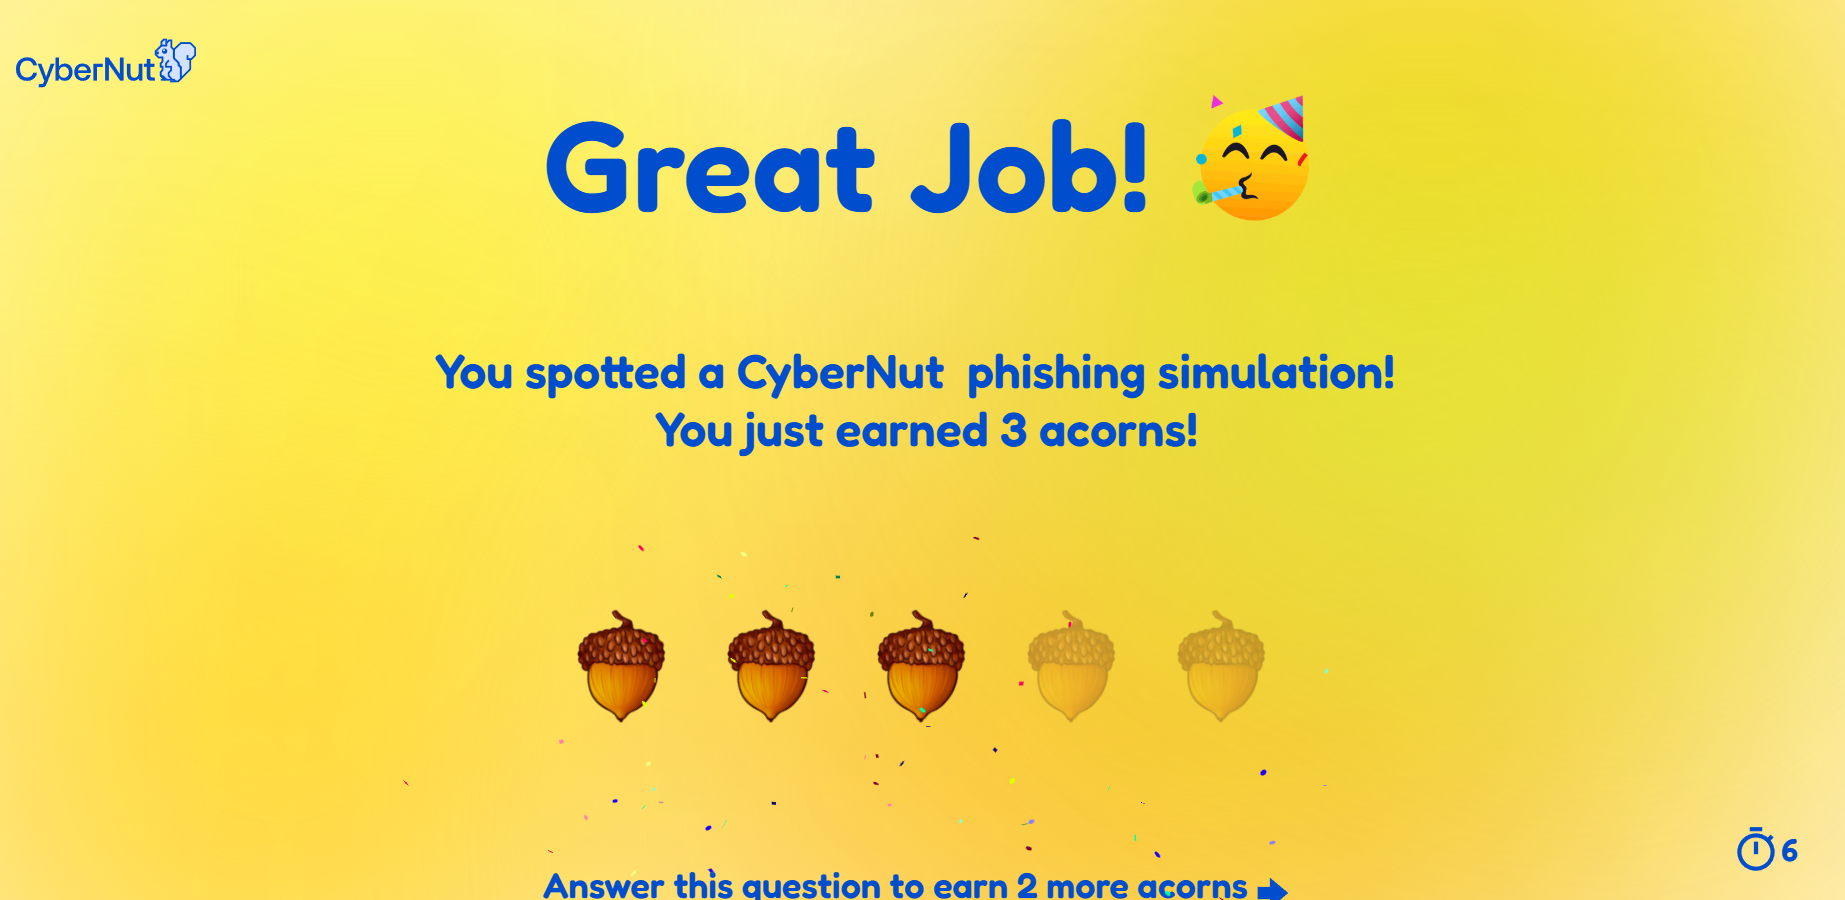 CyberNut
Great Job!
You spotted a CyberNut phishing simulation!
You just earned 3 acorns!
Answer this question to earn 2 more acorns
6